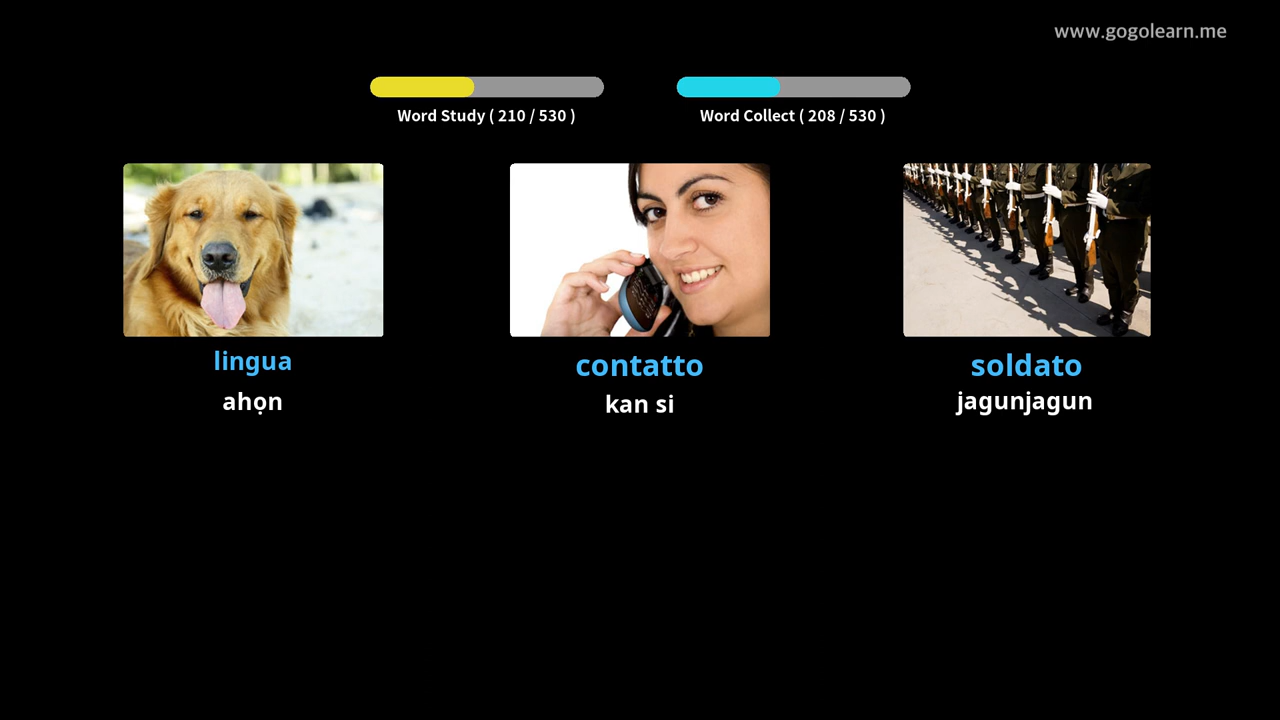 www.gogolearn.me
Word Study ( 210 / 530 )
Word Collect ( 208 / 530 )
lingua
ahọn
contatto
kan si
soldato
jagunjagun